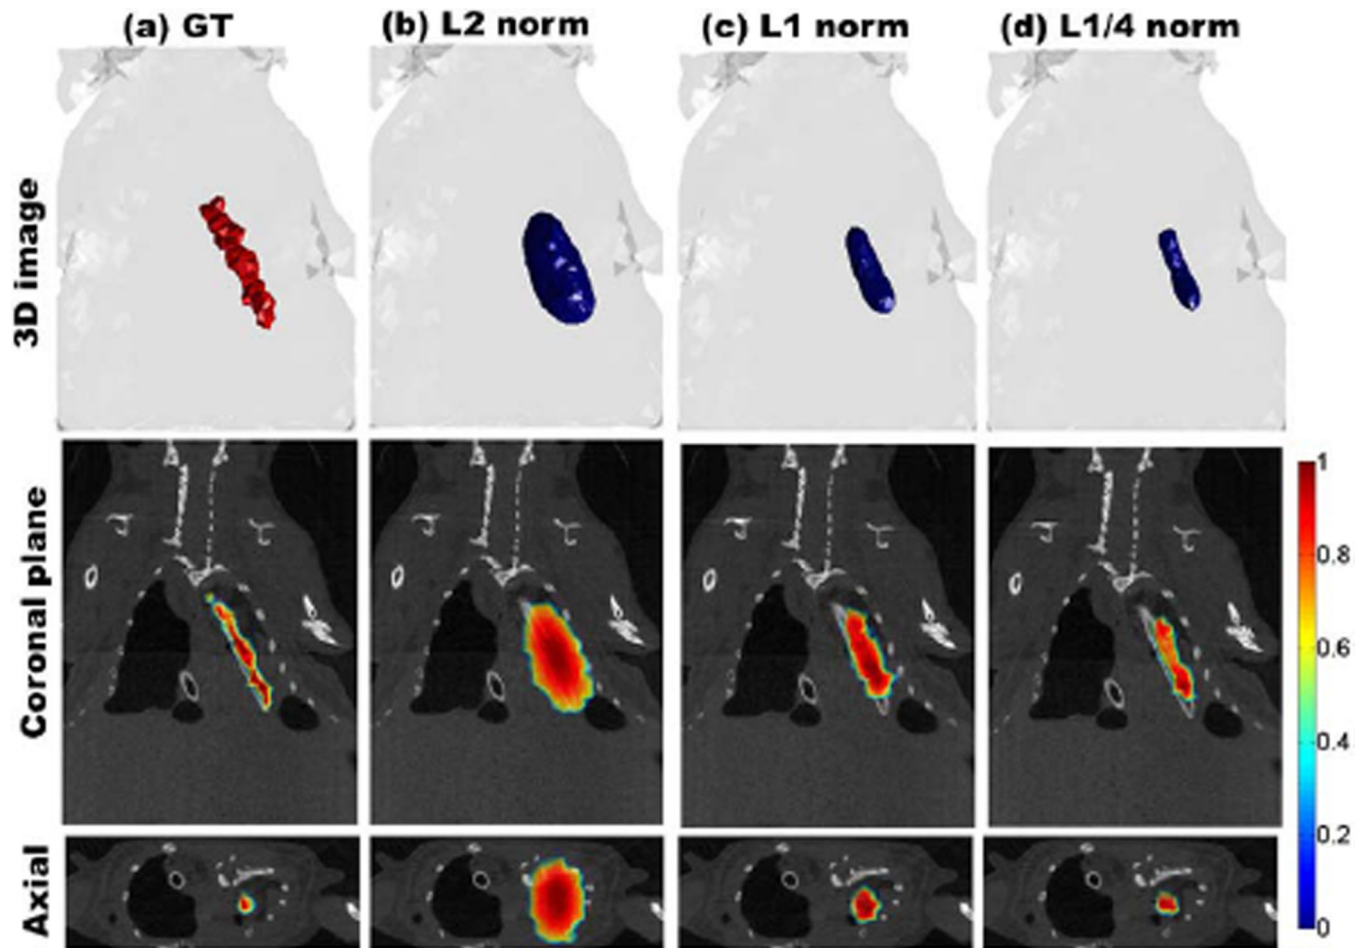 (a) GT
(b) L2 norm
(c) L1 norm
(d) L1/4 norm
3D image
Coronal plane
Axial
1
0.8
0.6
0.4
0.2
0